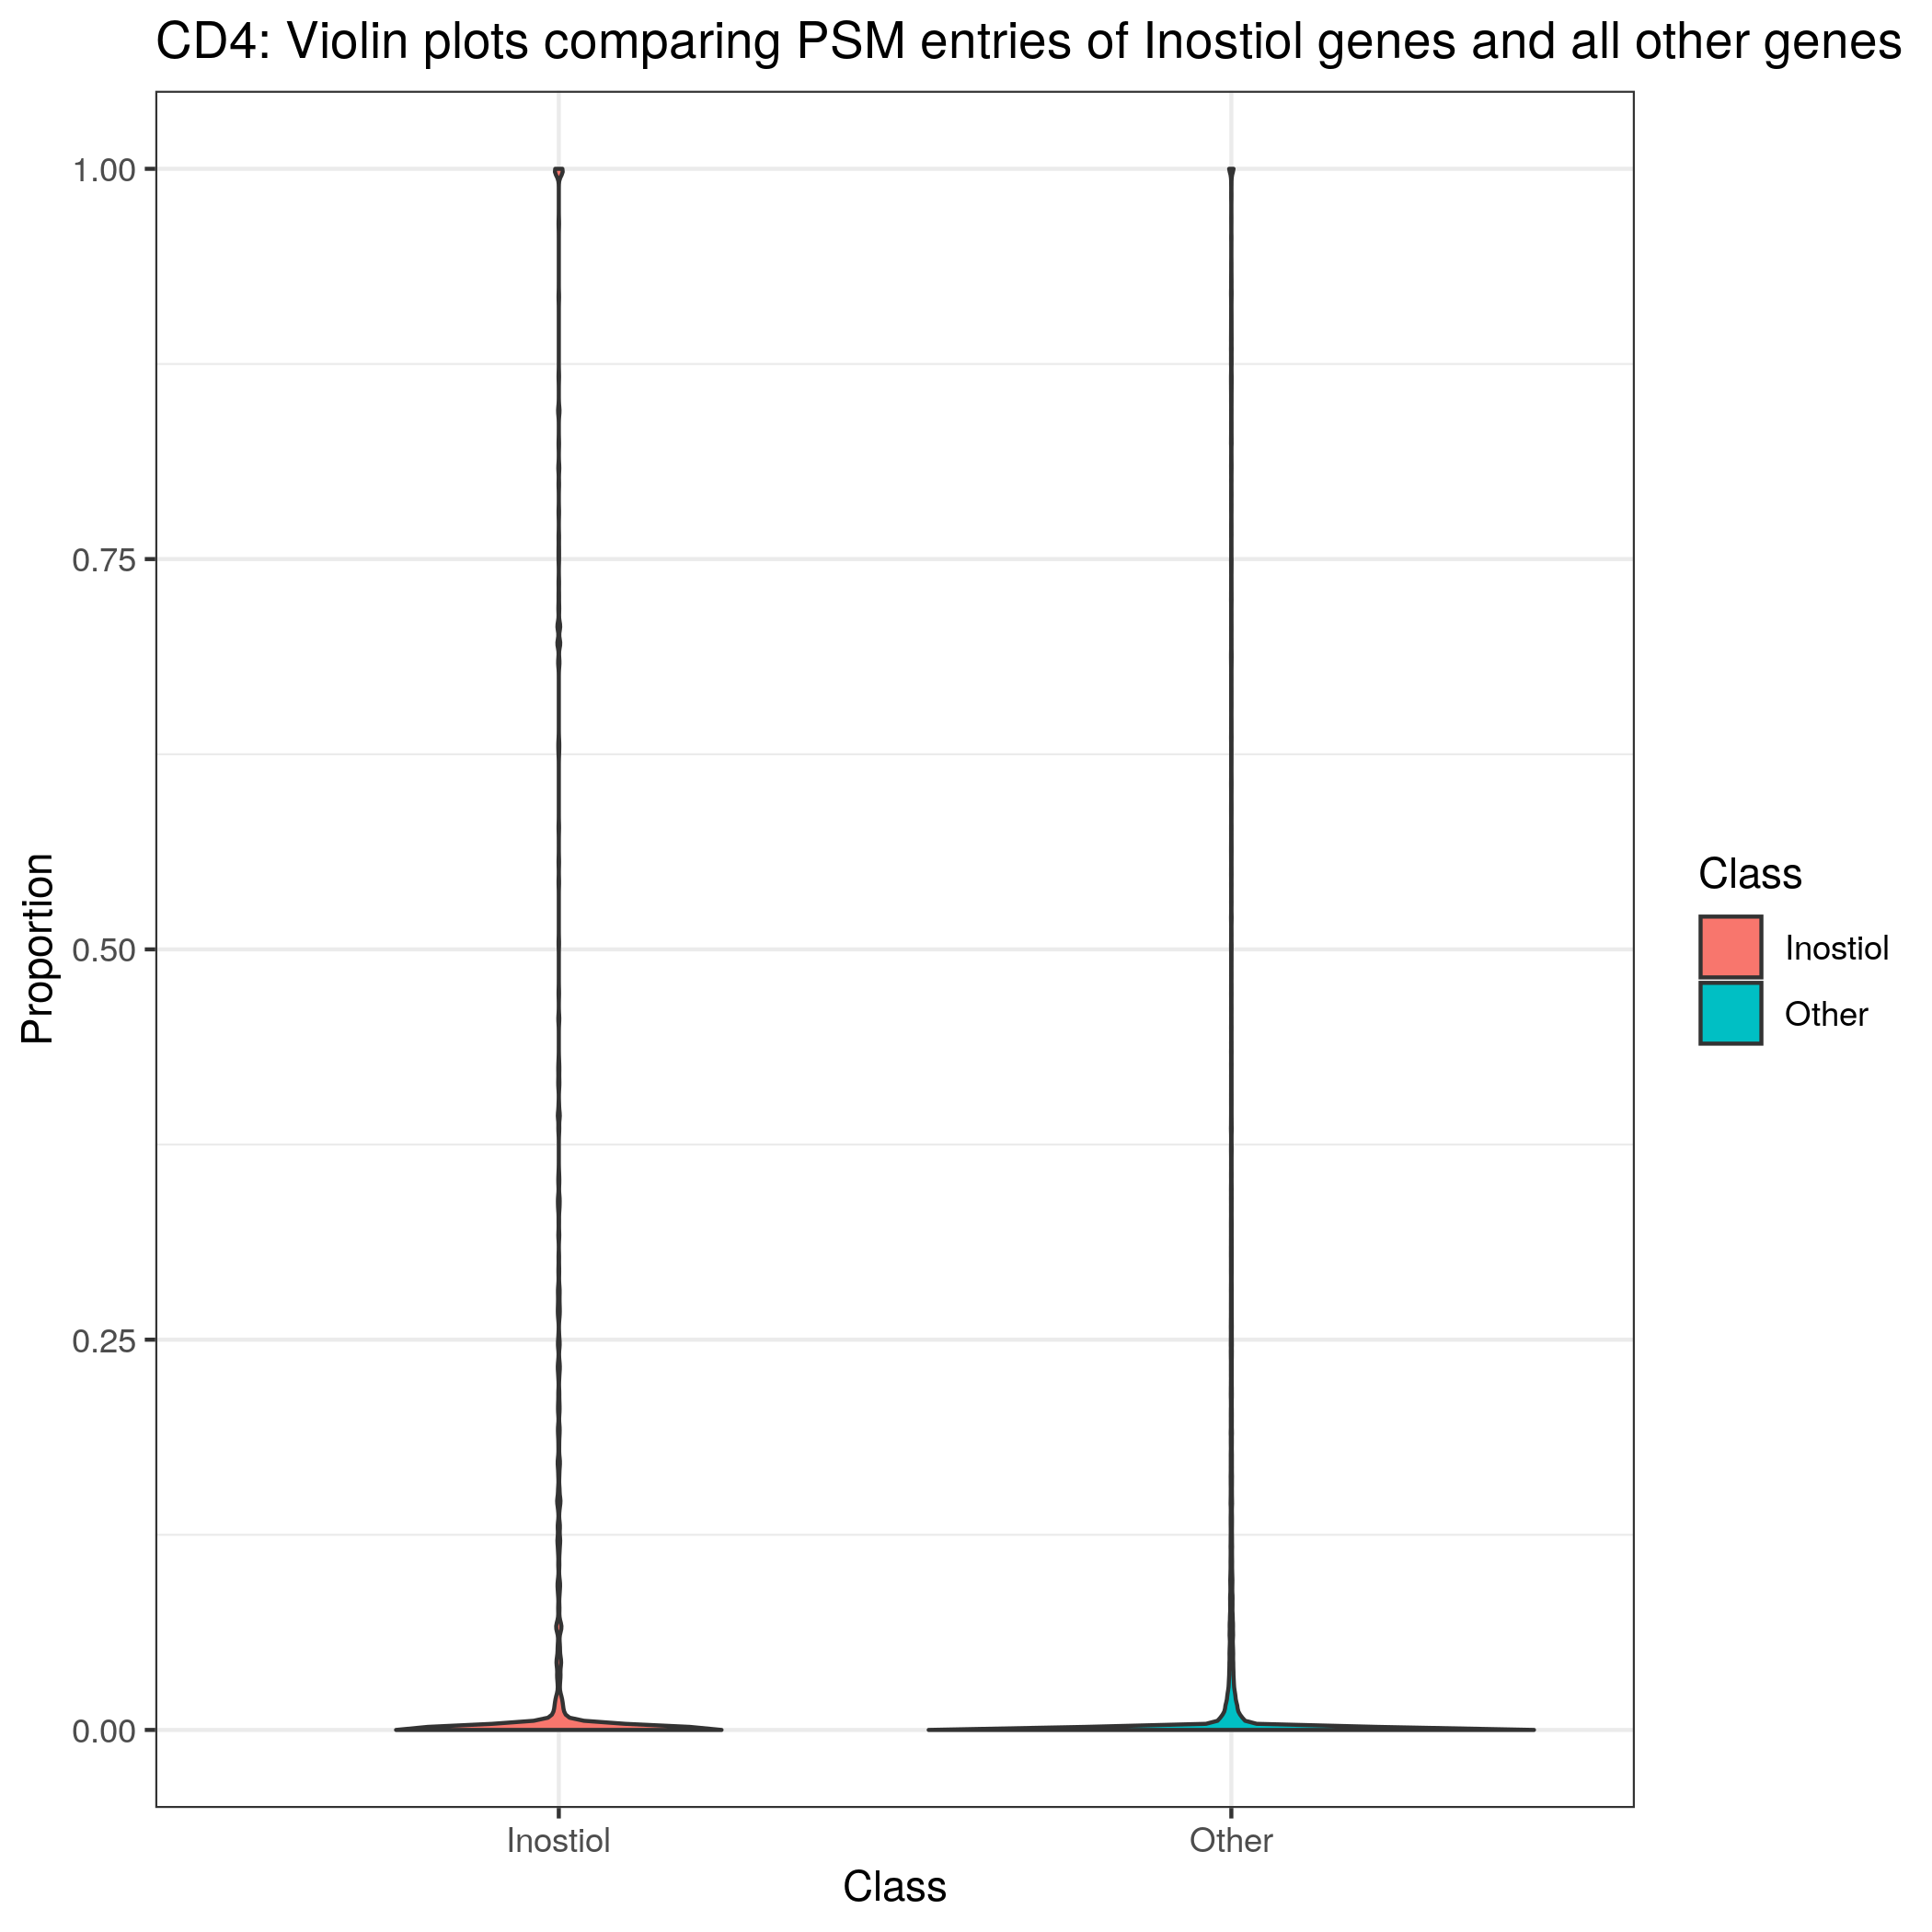 CD4: Violin plots comparing PSM entries of Inostiol genes and all other genes
1.00
0.75
0.50
0.25
0.00
Proportion
Inostiol
Other
Class
Class
Inostiol
Other